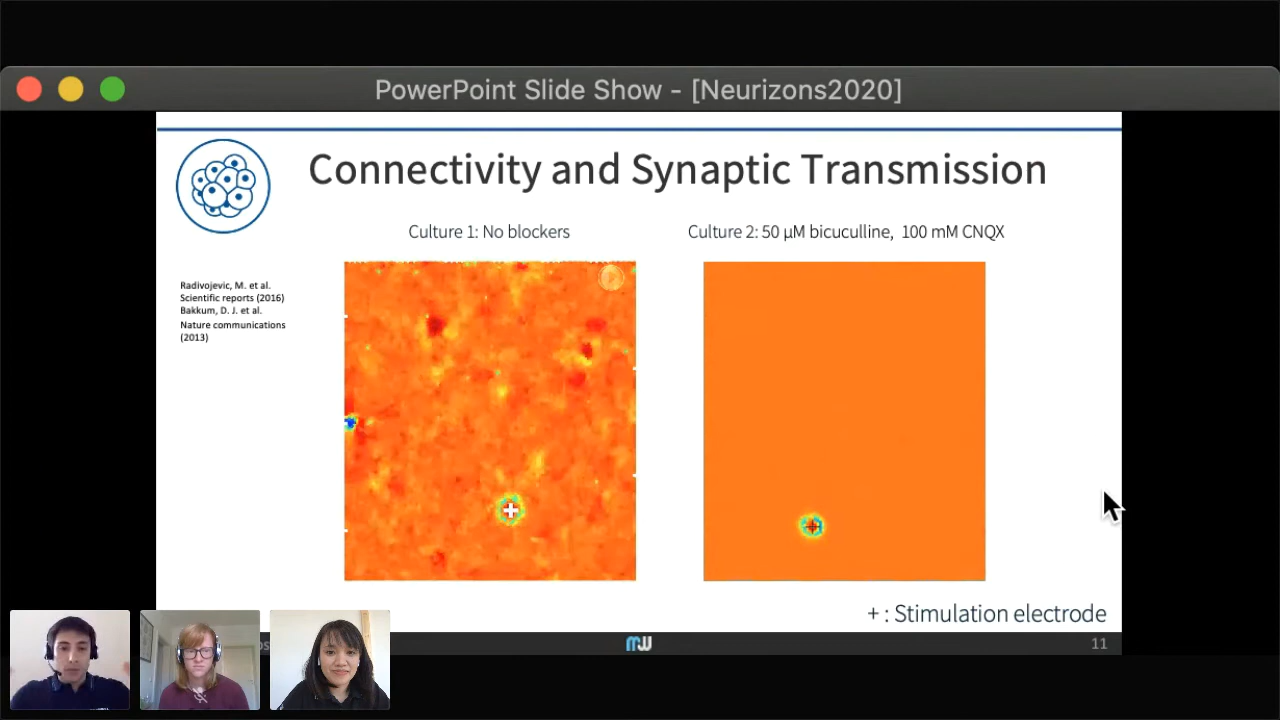 PowerPoint Slide Show - [Neurizons2020]
Connectivity and Synaptic Transmission
Culture 1: No blockers
Culture 2: 50 µM bicuculline, 100 mM CNQX
Radivojevic, M. et al.
Scientific reports (2016)
Bakkum, D. J. et al.
Nature communications
(2013)
+ : Stimulation electrode
MW
11